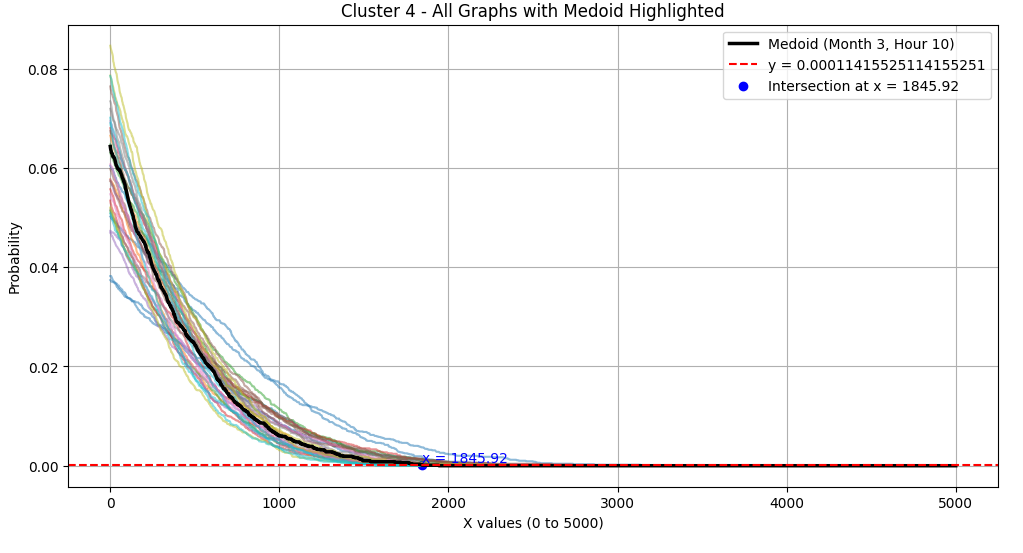 Cluster 4 - All Graphs with Medoid Highlighted
Medoid (Month 3, Hour 10)
y = 0.00011415525114155251
Intersection at x = 1845.92
Probability
0.08
0.06
0.04
0.02
0.00
x = 1845.92
0 1000 2000 3000 4000 5000
X values (0 to 5000)